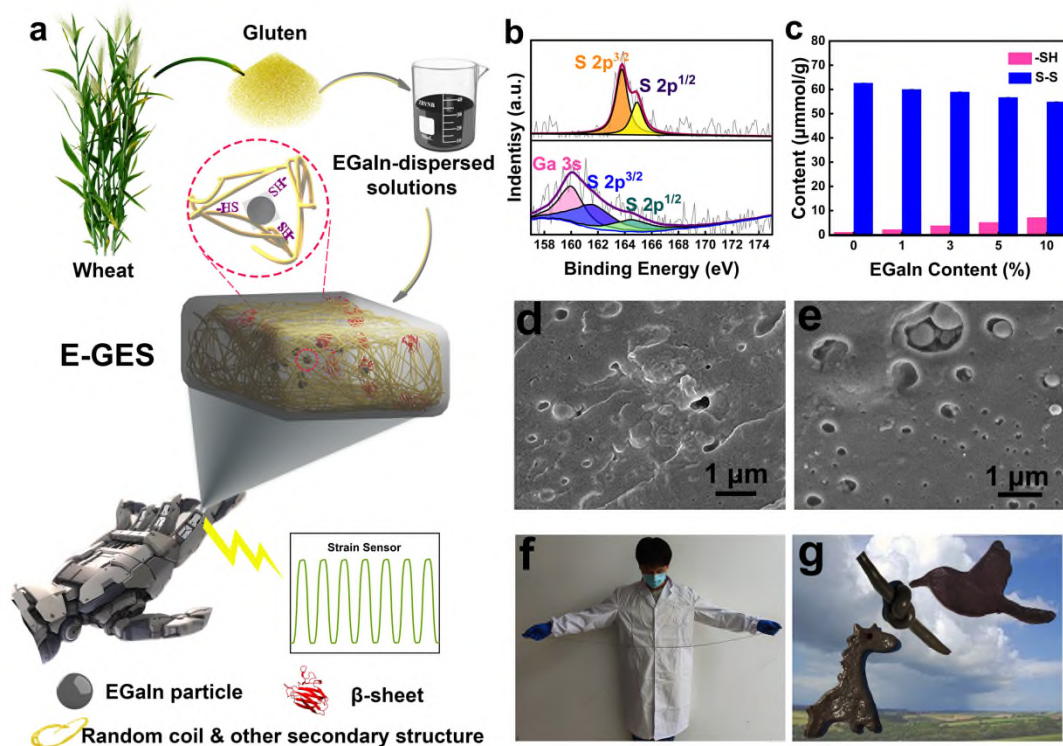 a
Gluten
Wheat
EGaIn-dispersed
solutions
SH-
-HS
SH-
E-GES
Strain Sensor
EGaIn particle
β-sheet
Random coil & other secondary structure
b
S 2p3/2
S 2p1/2
Ga 3s
S 2p3/2
S 2p1/2
Indentisy (a.u.)
158 160 162 164 166 168 170 172 174
Binding Energy (eV)
c
-SH
S-S
Content (μmmol/g)
80
70
60
50
40
30
20
10
0
0 1 3 5 10
EGaIn Content (%)
d
1 μm
e
1 μm
f
g